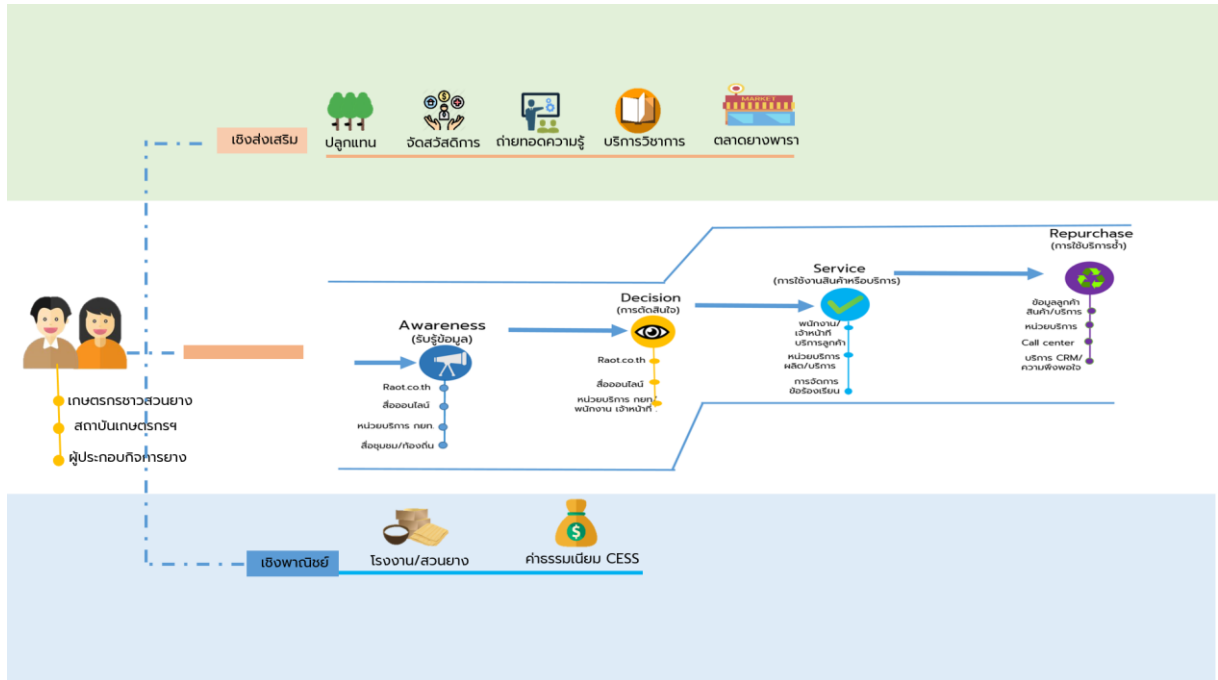 MARKET
เชิงส่งเสริม
ปลูกแทน
จัดสวัสดิการ
ถ่ายทอดความรู้
บริการวิชาการ
ตลาดยางพารา
เกษตรกรชาวสวนยาง
สถาบันเกษตรกรฯ
ผู้ประกอบกิจการยาง
Awareness
(รับรู้ข้อมูล)
Raot.co.th
สื่อออนไลน์
หน่วยบริการ กยท.
สื่อชุมชน/ท้องถิ่น
Decision
(การตัดสินใจ)
Raot.co.th
สื่อออนไลน์
หน่วยบริการ กยท/
พนักงาน เจ้าหน้าที่ .
Service
(การใช้งานสินค้าหรือบริการ)
พนักงาน/
เจ้าหน้าที่
บริการลูกค้า
หน่วยบริการ
ผลิต/บริการ
การจัดการ
ข้อร้องเรียน
Repurchase
(การใช้บริการซ้ำ)
ข้อมูลลูกค้า
สินค้า/บริการ
หน่วยบริการ
Call center
บริการ CRM/
ความพึงพอใจ
เชิงพาณิชย์
โรงงาน/สวนยาง
ค่าธรรมเนียม CESS